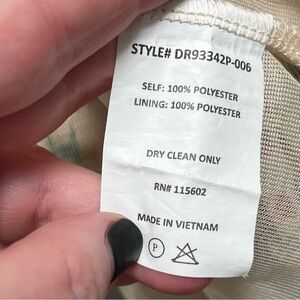 STYLE# DR93342P-006
SELF: 100% POLYESTER
LINING: 100% POLYESTER
DRY CLEAN ONLY
RN# 115602
MADE IN VIETNAM
P